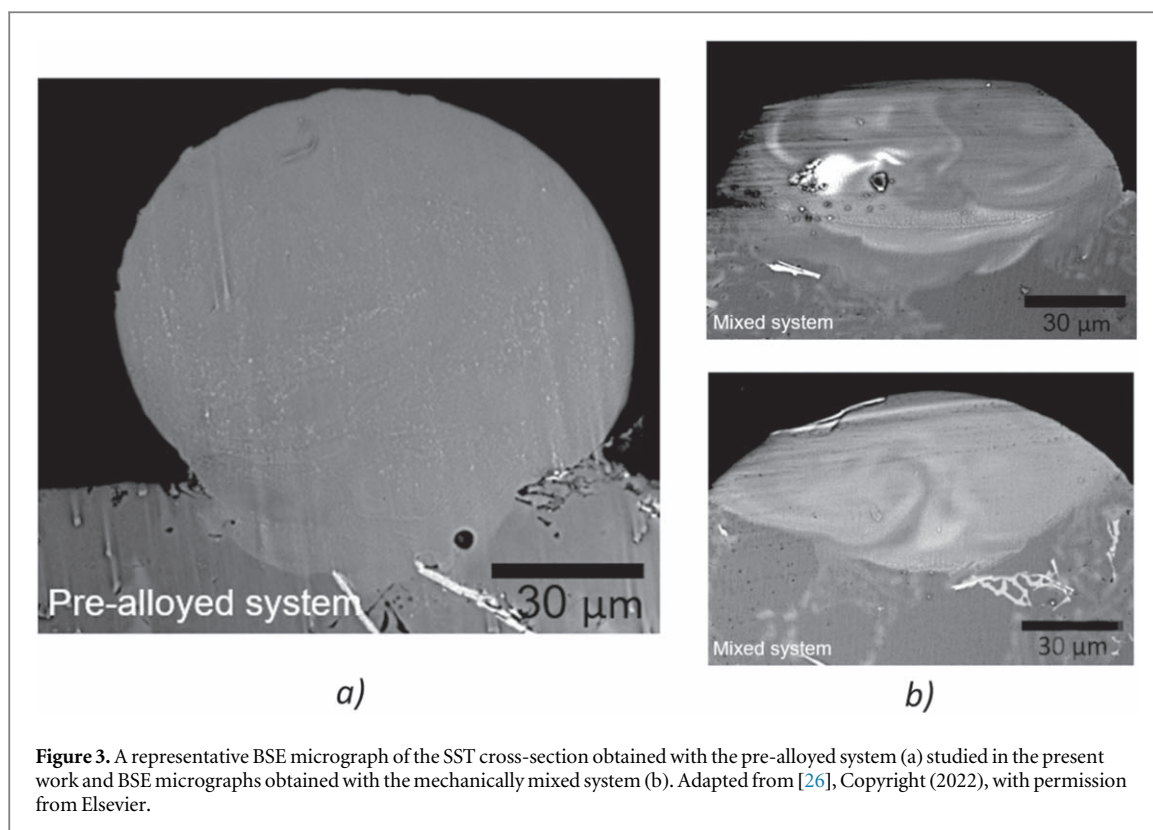 Pre-alloyed system
30 μm
a)
Mixed system
30 μm
Mixed system
30 μm
b)
Figure 3. A representative BSE micrograph of the SST cross-section obtained with the pre-alloyed system (a) studied in the present
work and BSE micrographs obtained with the mechanically mixed system (b). Adapted from [26], Copyright (2022), with permission
from Elsevier.